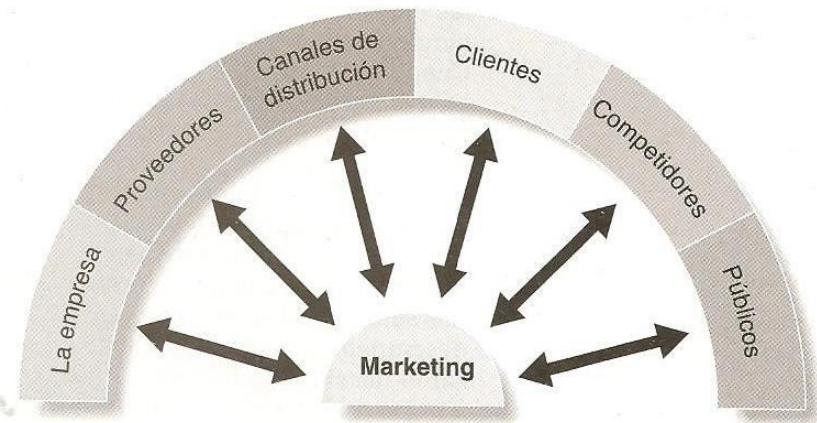 La empresa
Proveedores
Canales de
distribución
Clientes
Competidores
Públicos
Marketing